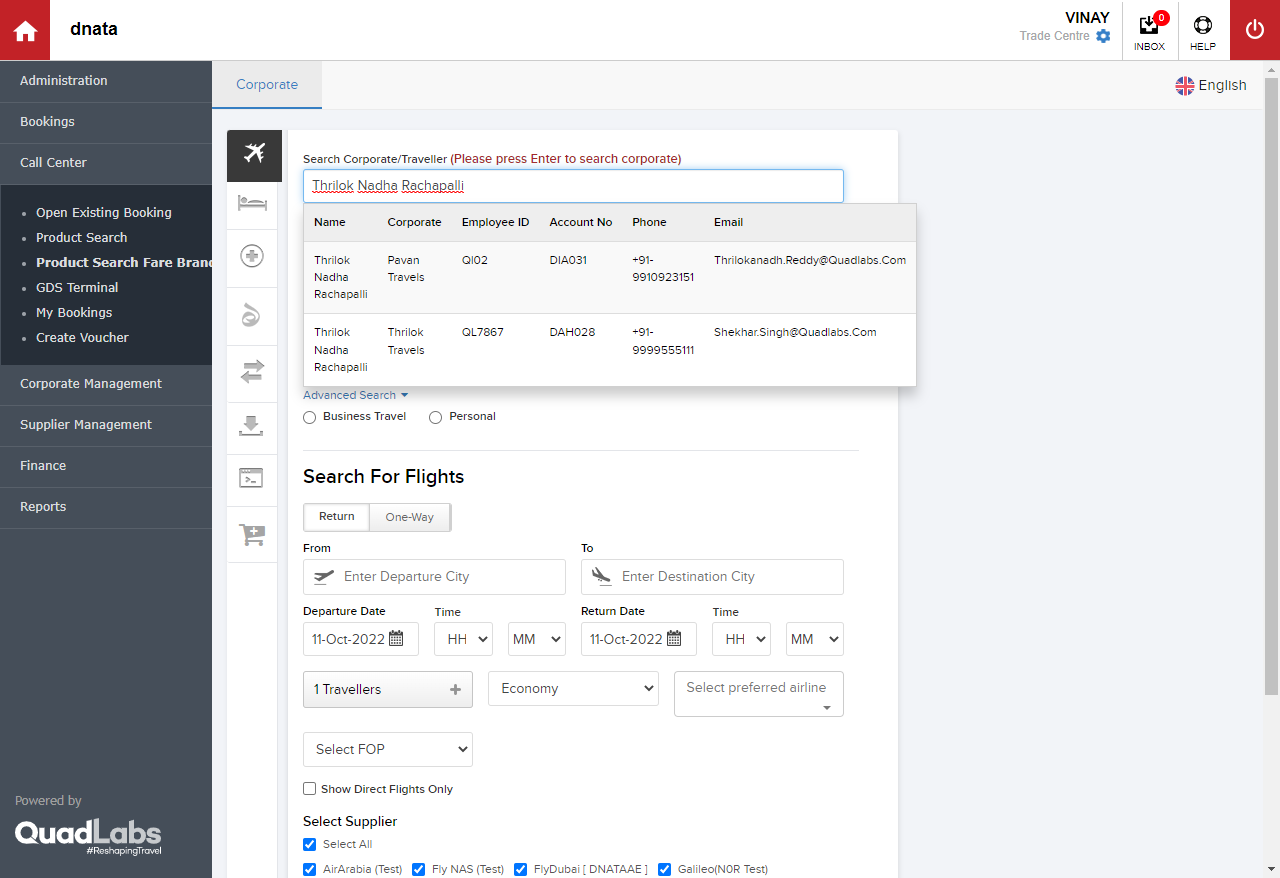 dnata
VINAY
Trade Centre
0
INBOX
HELP
Administration
Bookings
Call Center
Open Existing Booking
Product Search
Product Search Fare Brand
GDS Terminal
My Bookings
Create Voucher
Corporate Management
Supplier Management
Finance
Reports
Powered by
QuadLabs
#ReshapingTravel
Corporate
English
Search Corporate/Traveller (Please press Enter to search corporate)
Thrilok Nadha Rachapalli
Name Corporate Employee ID Account No Phone Email
Thrilok Pavan QI02 DIA031 +91- Thrilokanadh.Reddy@Quadlabs.Com
Nadha Travels 9910923151
Rachapalli
Thrilok Thrilok QL7867 DAH028 +91- Shekhar.Singh@Quadlabs.Com
Nadha Travels 9999555111
Rachapalli
Advanced Search
Business Travel Personal
Search For Flights
Return One-Way
From To
Enter Departure City Enter Destination City
Departure Date Time Return Date Time
11-Oct-2022 HH MM 11-Oct-2022 HH MM
1 Travellers + Economy Select preferred airline
Select FOP
Show Direct Flights Only
Select Supplier
Select All
AirArabia (Test) Fly NAS (Test) FlyDubai [ DNATAAE ] Galileo(N0R Test)